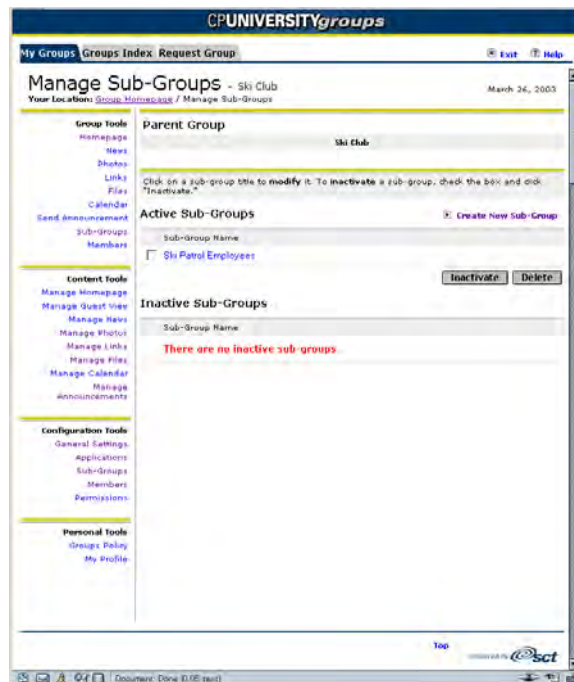 CPUNIVERSITYgroups
My Groups Groups Index Request Group
Exit Help
Manage Sub-Groups - Ski Club
March 26, 2003
Your Location: Group Homepage / Manage Sub-Groups
Group Tools
Homepage
News
Photos
Links
Files
Calendar
Send Announcement
Sub-Groups
Members
Content Tools
Manage Homepage
Manage Guest View
Manage News
Manage Photos
Manage Links
Manage Files
Manage Calendar
Manage
Announcements
Configuration Tools
General Settings
Applications
Sub-Groups
Members
Permissions
Personal Tools
Groups Policy
My Profile
Parent Group
Ski Club
Click on a sub-group title to modify it. To inactivate a sub-group, check the box and click
"Inactivate."
Active Sub-Groups
Create New Sub-Group
Sub-Group Name
Ski Patrol Employees
Inactivate Delete
Inactive Sub-Groups
Sub-Group Name
There are no inactive sub-groups
Top
sct
Document: Done (0.05 secs)